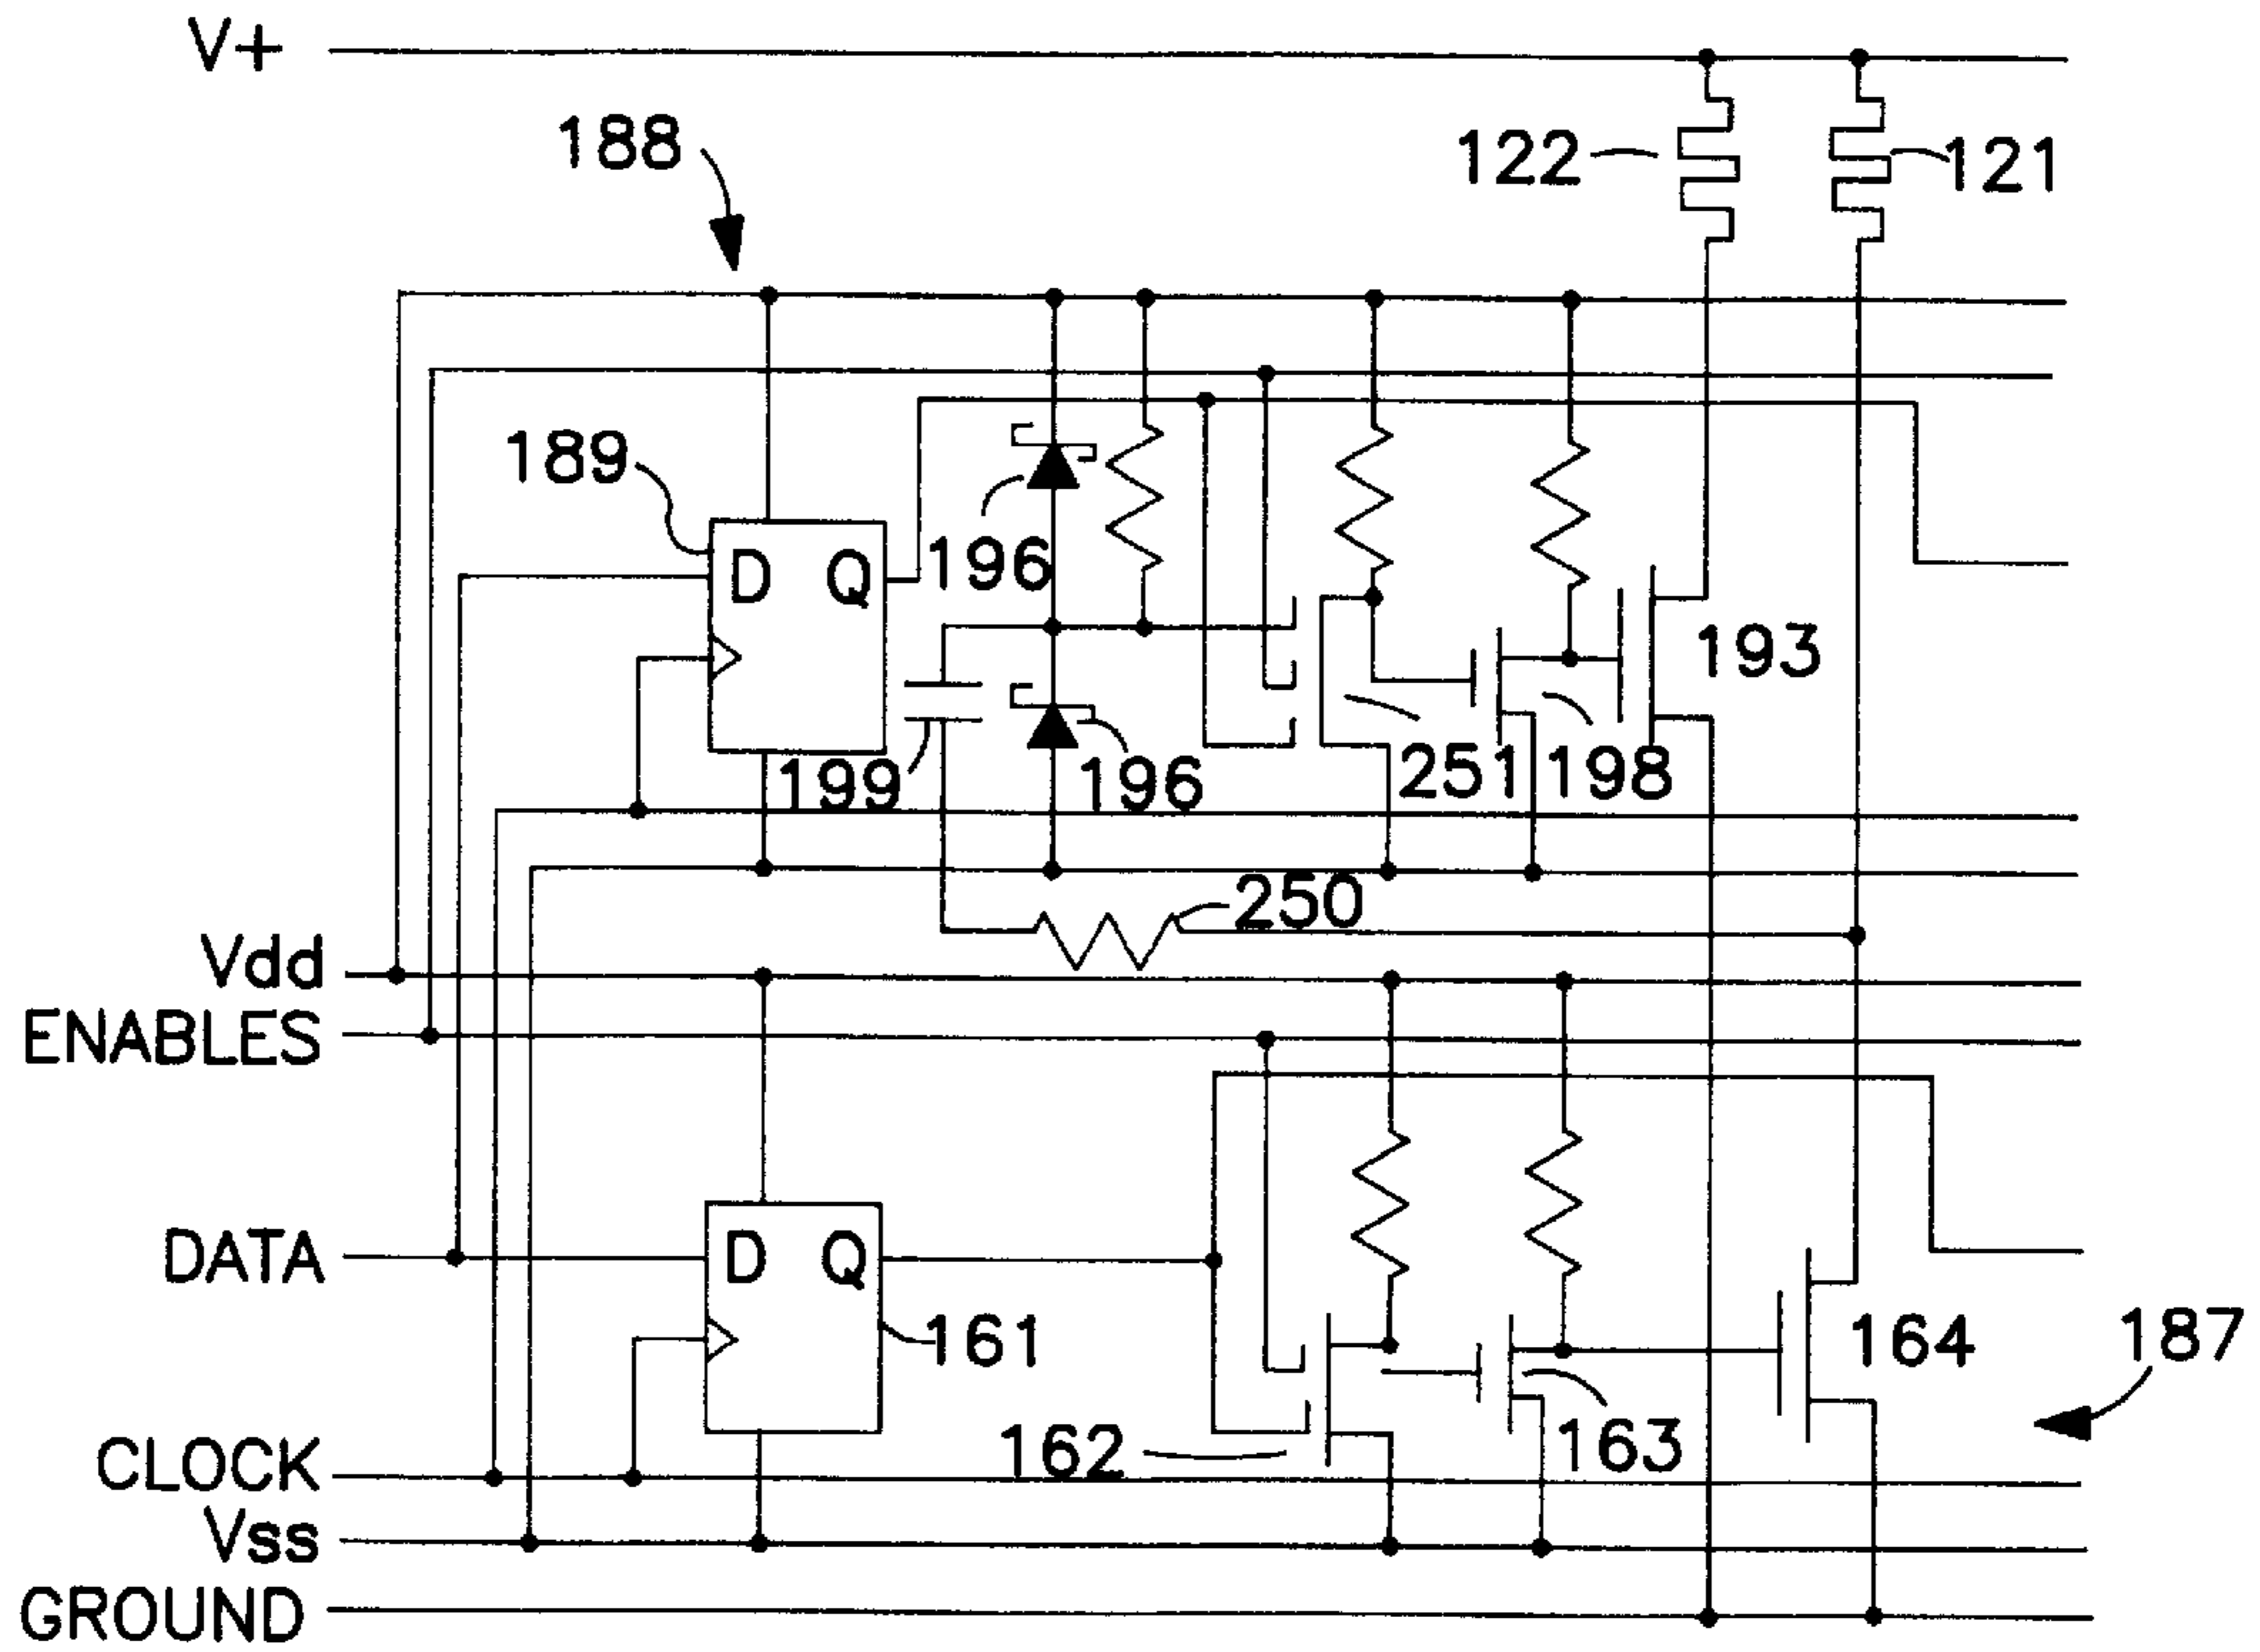 V+
188
122
121
189
D Q
196
193
199
196
251
198
250
Vdd
ENABLES
DATA
D Q
161
164
187
162
163
CLOCK
Vss
GROUND